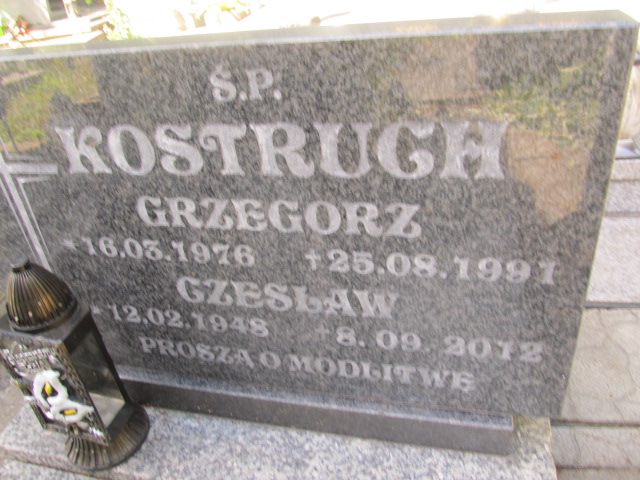 Ś.P.
KOSTRUCH
GRZEGORZ
*16.03.1976 †25.08.1991
CZESŁAW
*12.02.1948 †8.09.2012
PROSZĄ O MODLITWĘ